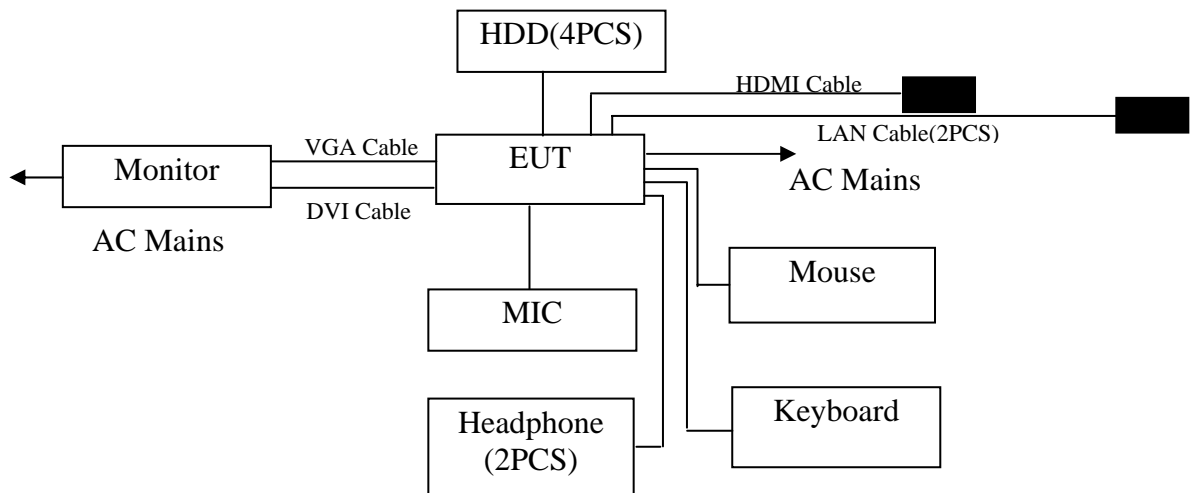 HDD(4PCS)
HDMI Cable
LAN Cable(2PCS)
VGA Cable
EUT
Monitor
AC Mains
DVI Cable
AC Mains
Mouse
MIC
Keyboard
Headphone
(2PCS)